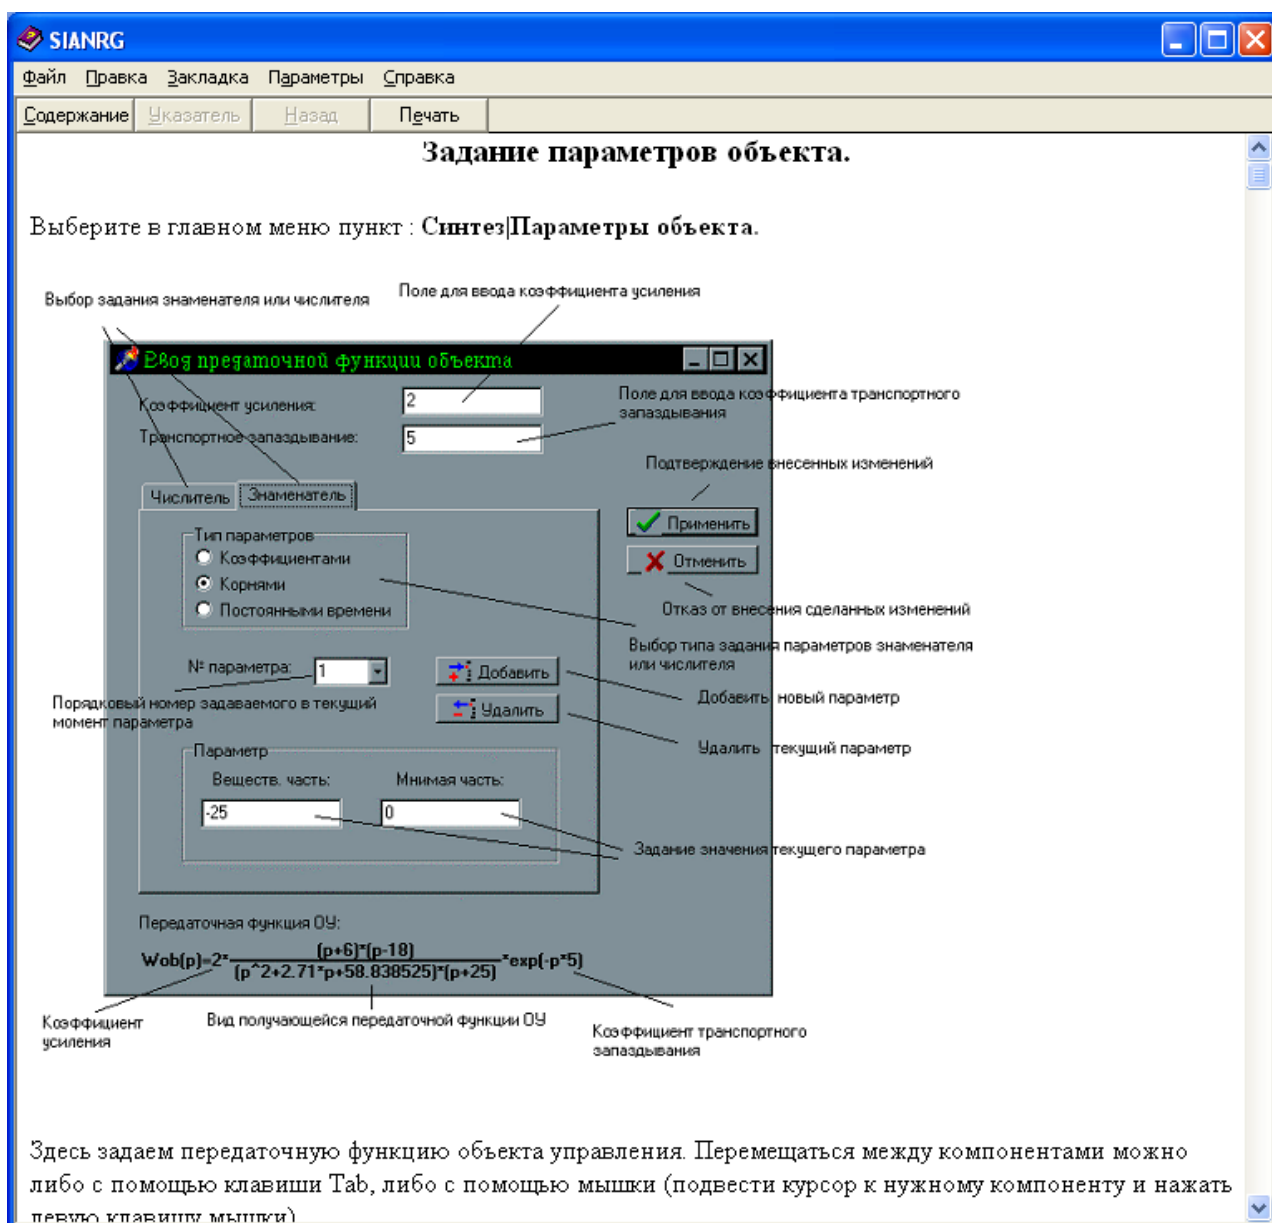 SIANRG
Файл Правка Закладка Параметры Справка
Содержание Указатель Назад Печать
Задание параметров объекта.
Выберите в главном меню пункт : Синтез|Параметры объекта.
Выбор задания знаменателя или числителя
Поле для ввода коэффициента усиления
Ввод предаточной функции объекта
Коэффициент усиления:
2
Поле для ввода коэффициента транспортного
запаздывания
Транспортное запаздывание:
5
Подтверждение внесенных изменений
Числитель Знаменатель
Применить
Тип параметров
Коэффициентами
Отменить
Корнями
Постоянными времени
Отказ от внесения сделанных изменений
Выбор типа задания параметров знаменателя
или числителя
№ параметра:
1
Добавить
Добавить новый параметр
Порядковый номер задаваемого в текущий
момент параметра
Удалить
Удалить текущий параметр
Параметр
Веществ. часть: Мнимая часть:
-25 0
Задание значения текущего параметра
Передаточная функция ОУ:
(p+6)*(p-18)
Wob(p)=2* *exp(-p*5)
(p^2+2.71*p+58.838525)*(p+25)
Коэффициент
усиления
Вид получающейся передаточной функции ОУ
Коэффициент транспортного
запаздывания
Здесь задаем передаточную функцию объекта управления. Перемещаться между компонентами можно
либо с помощью клавиши Tab, либо с помощью мышки (подвести курсор к нужному компоненту и нажать
левую клавишу мышки)